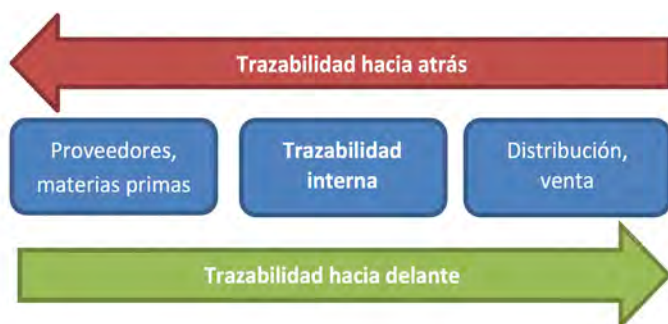 Trazabilidad hacia atrás
Proveedores,
materias primas
Trazabilidad
interna
Distribución,
venta
Trazabilidad hacia delante